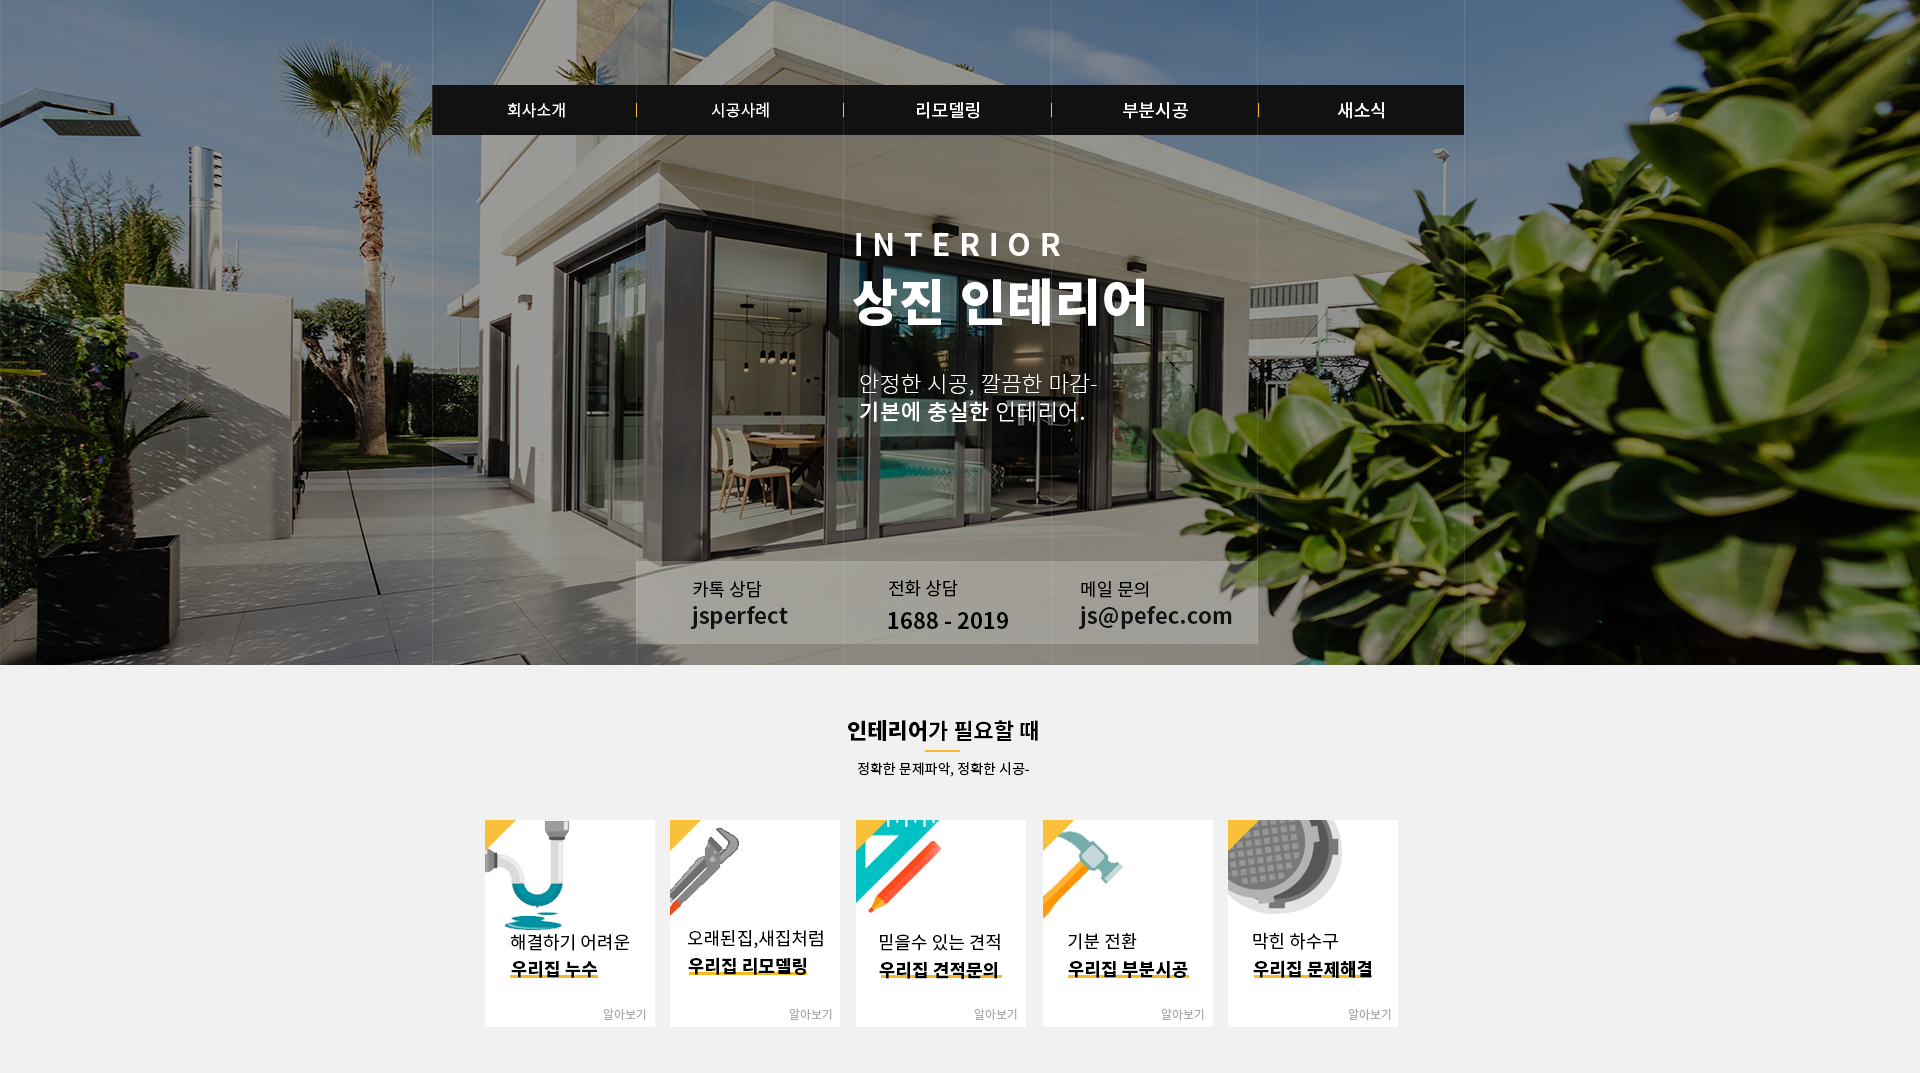 회사소개
시공사례
리모델링
부분시공
새소식
INTERIOR
상진 인테리어
안정한 시공, 깔끔한 마감-
기본에 충실한 인테리어.
카톡 상담
jsperfect
전화 상담
1688 - 2019
메일 문의
js@pefec.com
인테리어가 필요할 때
정확한 문제파악, 정확한 시공-
해결하기 어려운
우리집 누수
알아보기
오래된집,새집처럼
우리집 리모델링
알아보기
믿을수 있는 견적
우리집 견적문의
알아보기
기분 전환
우리집 부분시공
알아보기
막힌 하수구
우리집 문제해결
알아보기